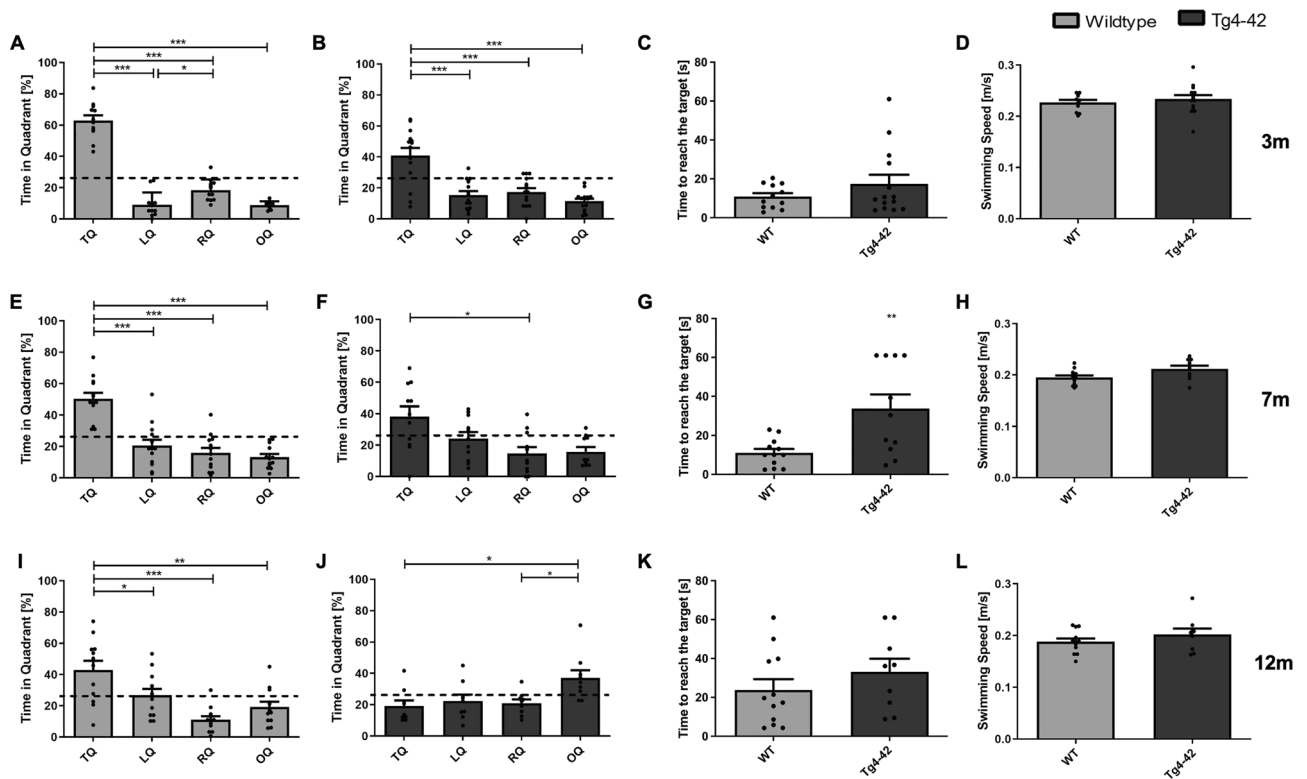 Wildtype Tg4-42
A
***
***
*** *
Time in Quadrant [%]
100
80
60
40
20
0
TQ LQ RQ OQ
B
***
***
***
Time in Quadrant [%]
100
80
60
40
20
0
TQ LQ RQ OQ
C
Time to reach the target [s]
80
60
40
20
0
WT Tg4-42
D
Swimming Speed [m/s]
0.3
0.2
0.1
0.0
WT Tg4-42
3m
E
***
***
***
Time in Quadrant [%]
100
80
60
40
20
0
TQ LQ RQ OQ
F
*
Time in Quadrant [%]
100
80
60
40
20
0
TQ LQ RQ OQ
G
**
Time to reach the target [s]
80
60
40
20
0
WT Tg4-42
H
Swimming Speed [m/s]
0.3
0.2
0.1
0.0
WT Tg4-42
7m
I
**
***
*
Time in Quadrant [%]
100
80
60
40
20
0
TQ LQ RQ OQ
J
*
*
Time in Quadrant [%]
100
80
60
40
20
0
TQ LQ RQ OQ
K
Time to reach the target [s]
80
60
40
20
0
WT Tg4-42
L
Swimming Speed [m/s]
0.3
0.2
0.1
0.0
WT Tg4-42
12m